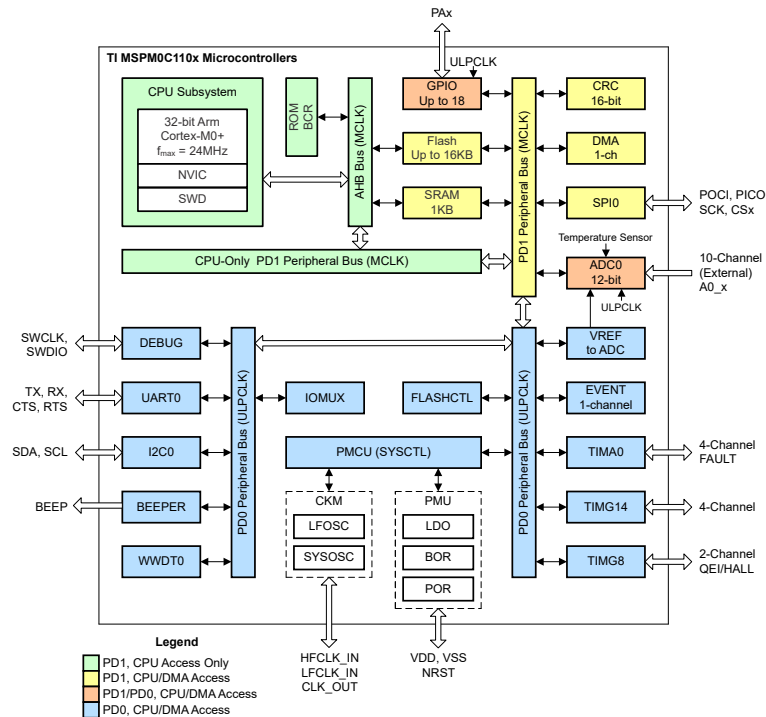 PAx
TI MSPM0C110x Microcontrollers
ULPCLK
CPU Subsystem
32-bit Arm
Cortex-M0+
fmax = 24MHz
NVIC
SWD
ROM
BCR
AHB Bus (MCLK)
GPIO
Up to 18
Flash
Up to 16KB
SRAM
1KB
PD1 Peripheral Bus (MCLK)
CRC
16-bit
DMA
1-ch
SPI0
POCI, PICO
SCK, CSx
CPU-Only PD1 Peripheral Bus (MCLK)
Temperature Sensor
ADC0
12-bit
ULPCLK
10-Channel
(External)
A0_x
SWCLK,
SWDIO
DEBUG
TX, RX,
CTS, RTS
UART0
SDA, SCL
I2C0
BEEP
BEEPER
WWDT0
PD0 Peripheral Bus (ULPCLK)
IOMUX
FLASHCTL
PMCU (SYSCTL)
CKM
LFOSC
SYSOSC
PMU
LDO
BOR
POR
PD0 Peripheral Bus (ULPCLK)
VREF
to ADC
EVENT
1-channel
TIMA0
4-Channel
FAULT
TIMG14
4-Channel
TIMG8
2-Channel
QEI/HALL
HFCLK_IN
LFCLK_IN
CLK_OUT
VDD, VSS
NRST
Legend
PD1, CPU Access Only
PD1, CPU/DMA Access
PD1/PD0, CPU/DMA Access
PD0, CPU/DMA Access